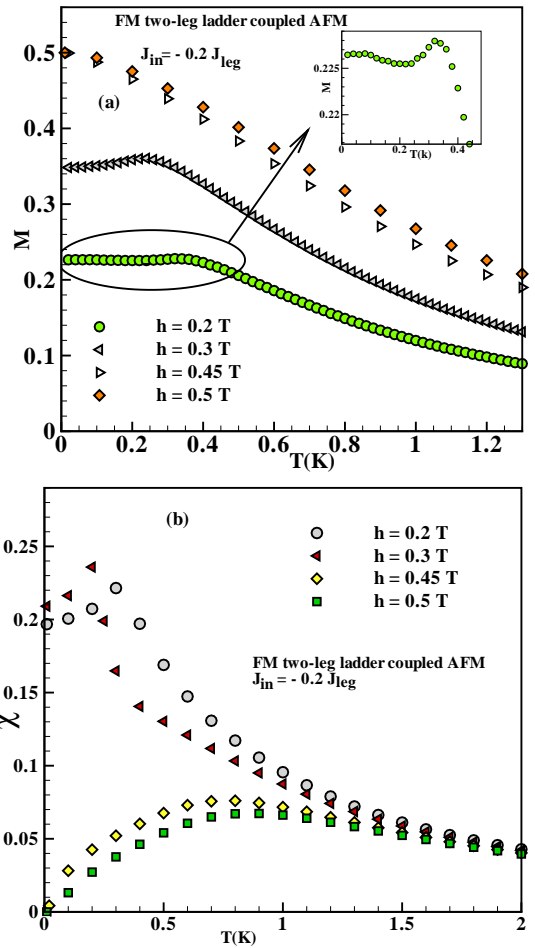 FM two-leg ladder coupled AFM
J_in = - 0.2 J_leg
(a)
0.5
0.4
0.3
0.2
0.1
0
M
0.225
0.22
M
0 0.2 0.4
T(k)
h = 0.2 T
h = 0.3 T
h = 0.45 T
h = 0.5 T
0 0.2 0.4 0.6 0.8 1 1.2
T(K)
(b)
h = 0.2 T
h = 0.3 T
h = 0.45 T
h = 0.5 T
FM two-leg ladder coupled AFM
J_in = - 0.2 J_leg
0.25
0.2
0.15
0.1
0.05
0
χ
0 0.5 1 1.5 2
T(K)